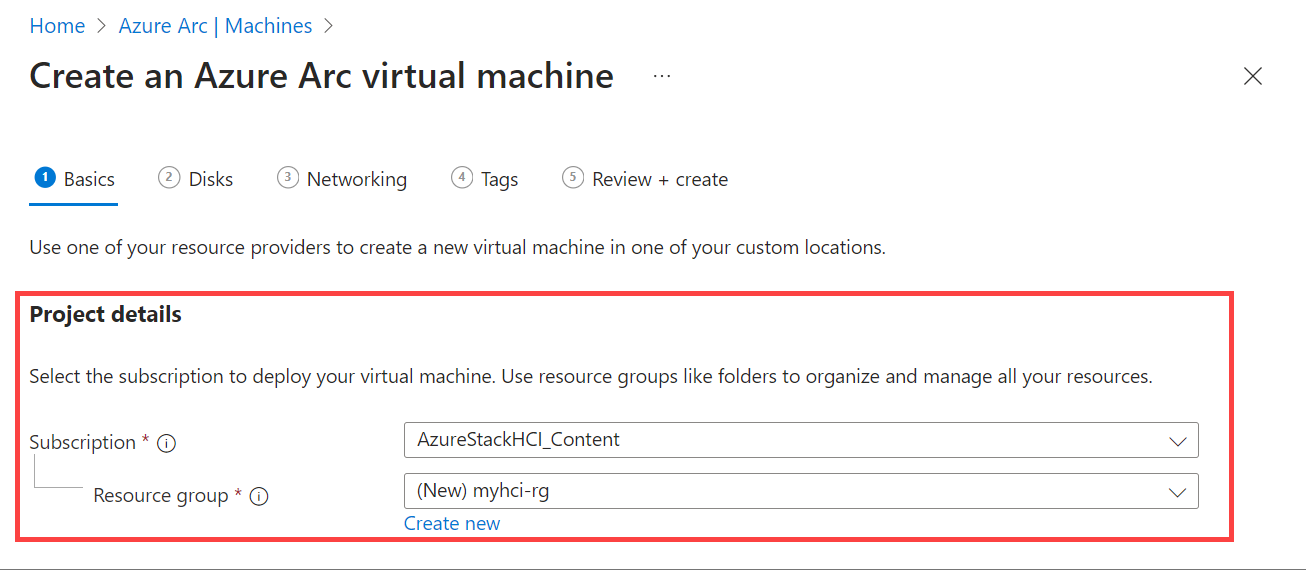 Home > Azure Arc | Machines >
Create an Azure Arc virtual machine ...
1 Basics 2 Disks 3 Networking 4 Tags 5 Review + create
Use one of your resource providers to create a new virtual machine in one of your custom locations.
Project details
Select the subscription to deploy your virtual machine. Use resource groups like folders to organize and manage all your resources.
Subscription * i AzureStackHCI_Content
Resource group * i (New) myhci-rg
Create new